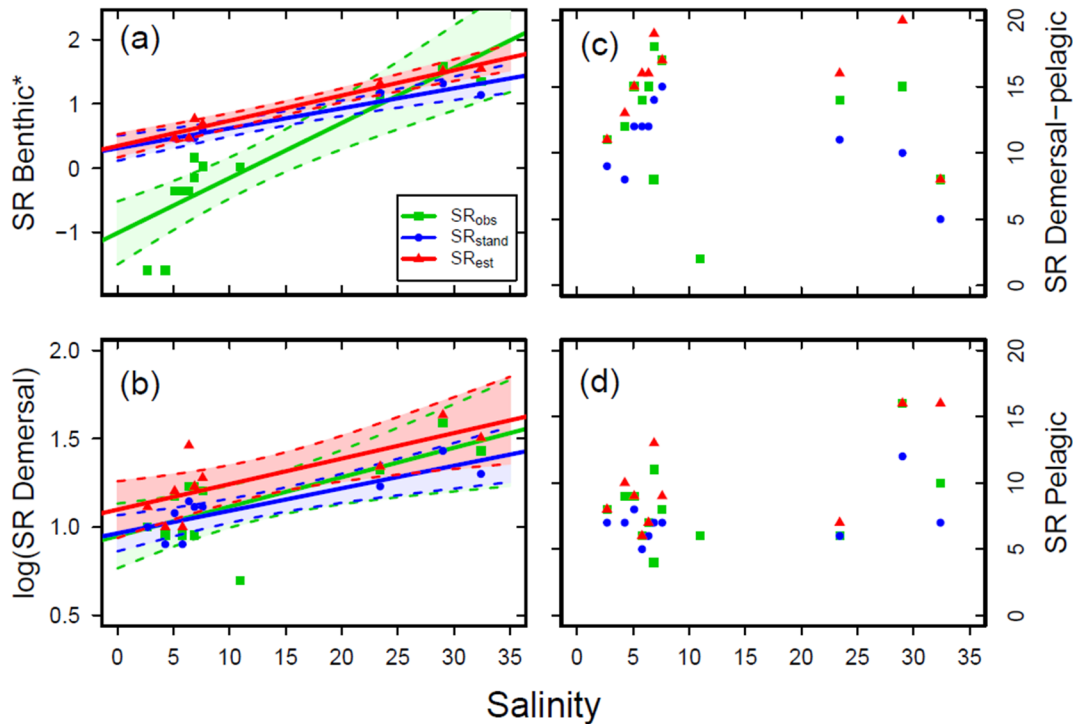 (a)
SR Benthic*
2
1
0
−1
SRobs
SRstand
SRest
(c)
20
15
10
5
0
SR Demersal−pelagic
(b)
log(SR Demersal)
2.0
1.5
1.0
0.5
0 5 10 15 20 25 30 35
(d)
20
15
10
5
0
SR Pelagic
0 5 10 15 20 25 30 35
Salinity